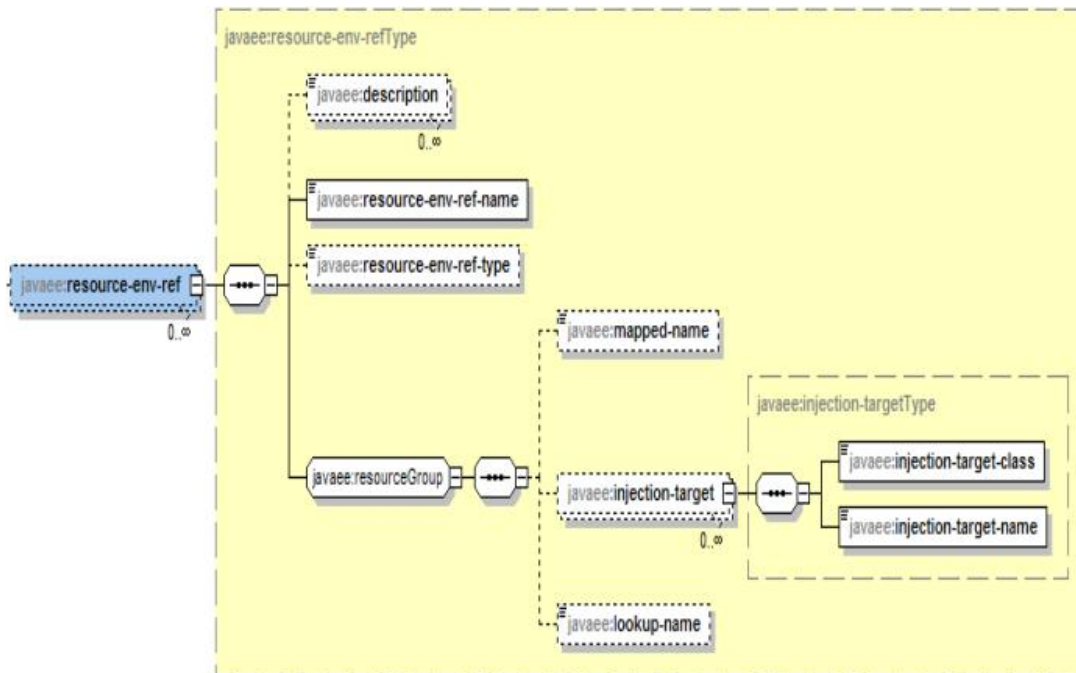 javaee:resource-env-refType
javaee:description
0..∞
javaee:resource-env-ref-name
javaee:resource-env-ref
0..∞
javaee:resource-env-ref-type
javaee:mapped-name
javaee:injection-targetType
javaee:injection-target-class
javaee:resourceGroup
javaee:injection-target
0..∞
javaee:injection-target-name
javaee:lookup-name